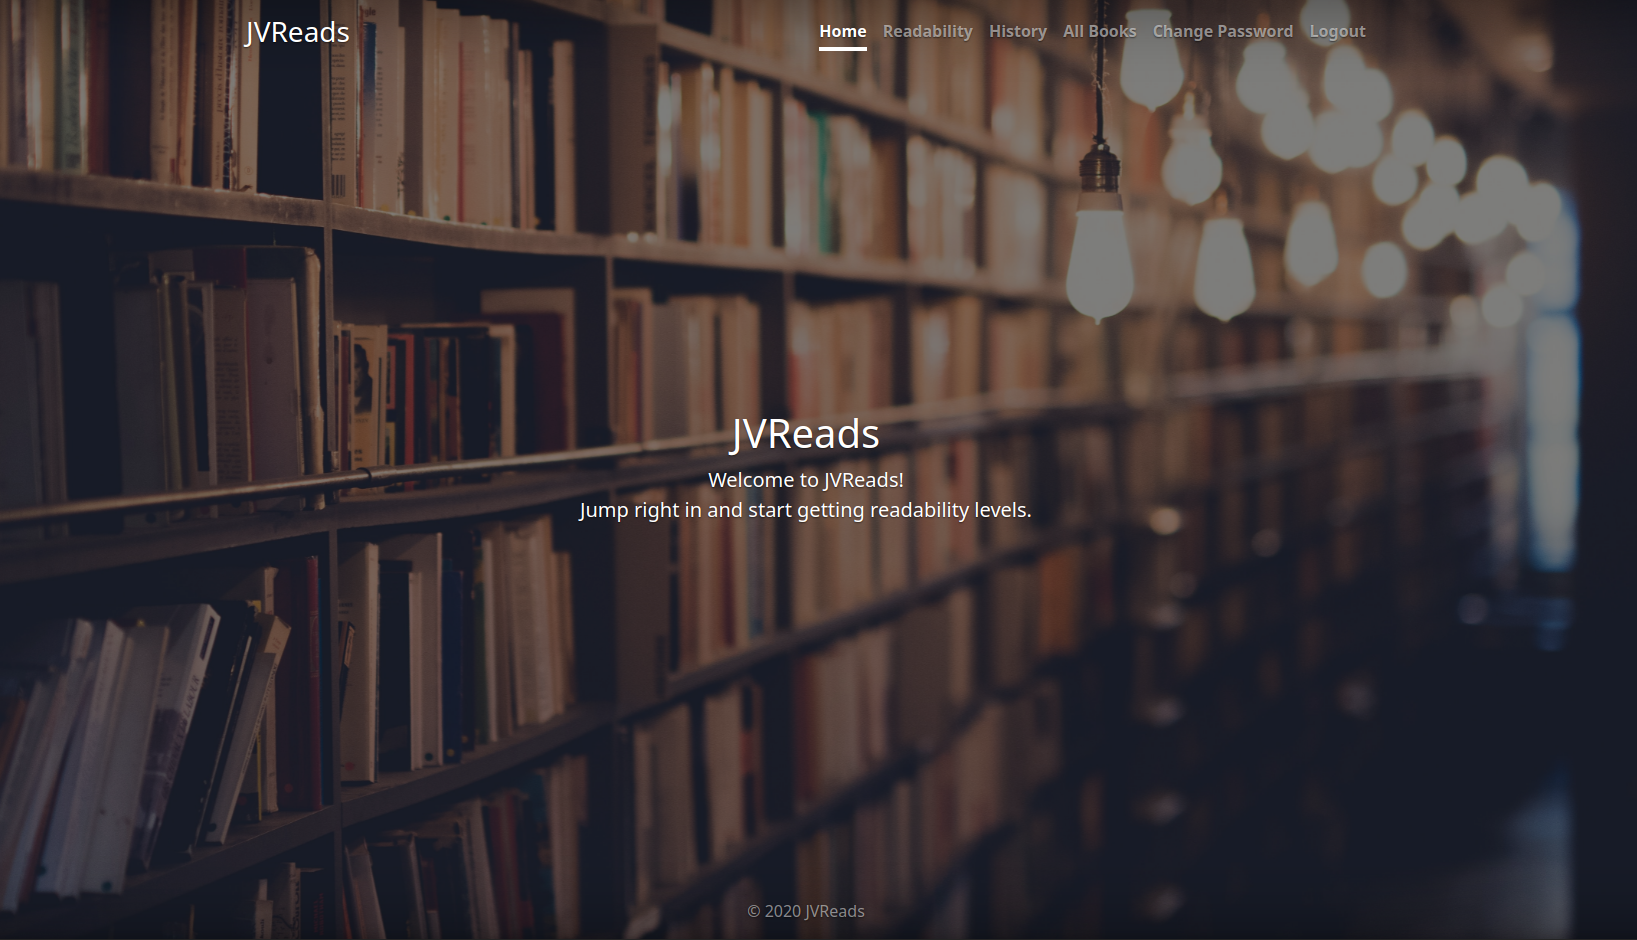 JVReads
Home Readability History All Books Change Password Logout
JVReads
Welcome to JVReads!
Jump right in and start getting readability levels.
© 2020 JVReads